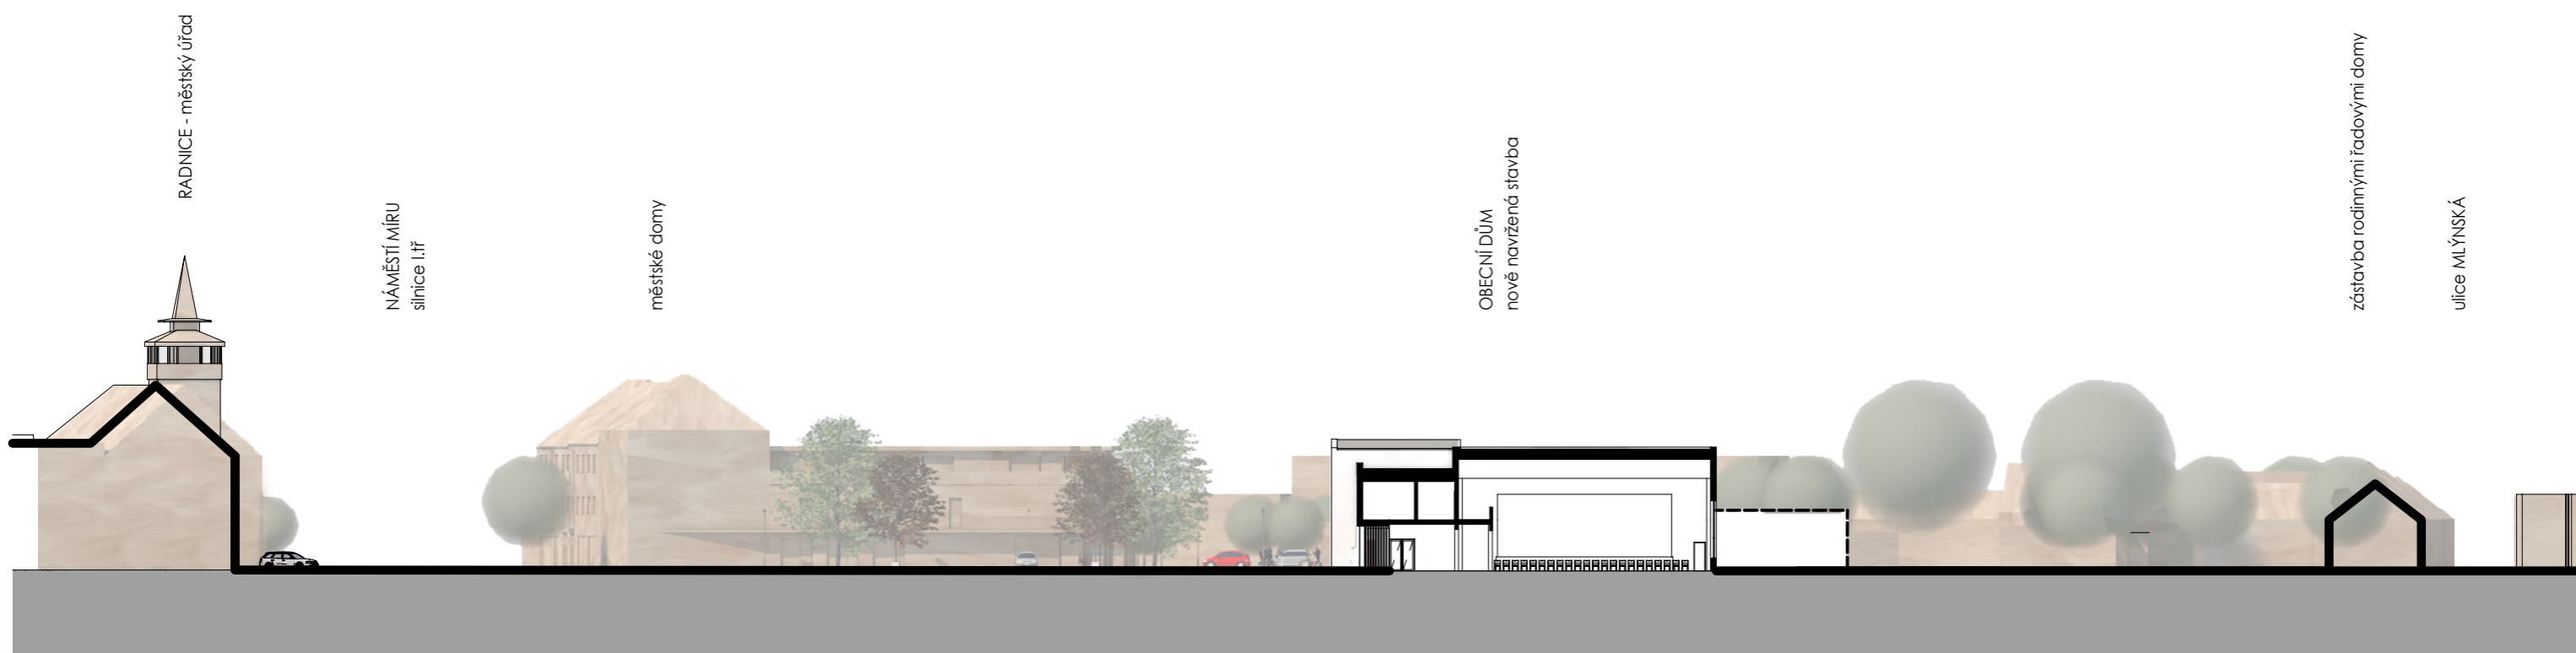 RADNICE - městský úřad
NÁMĚSTÍ MÍRU
silnice I.tř
městské domy
OBECNÍ DŮM
nově navržená stavba
zástavba rodinnými řadovými domy
ulice MLÝNSKÁ